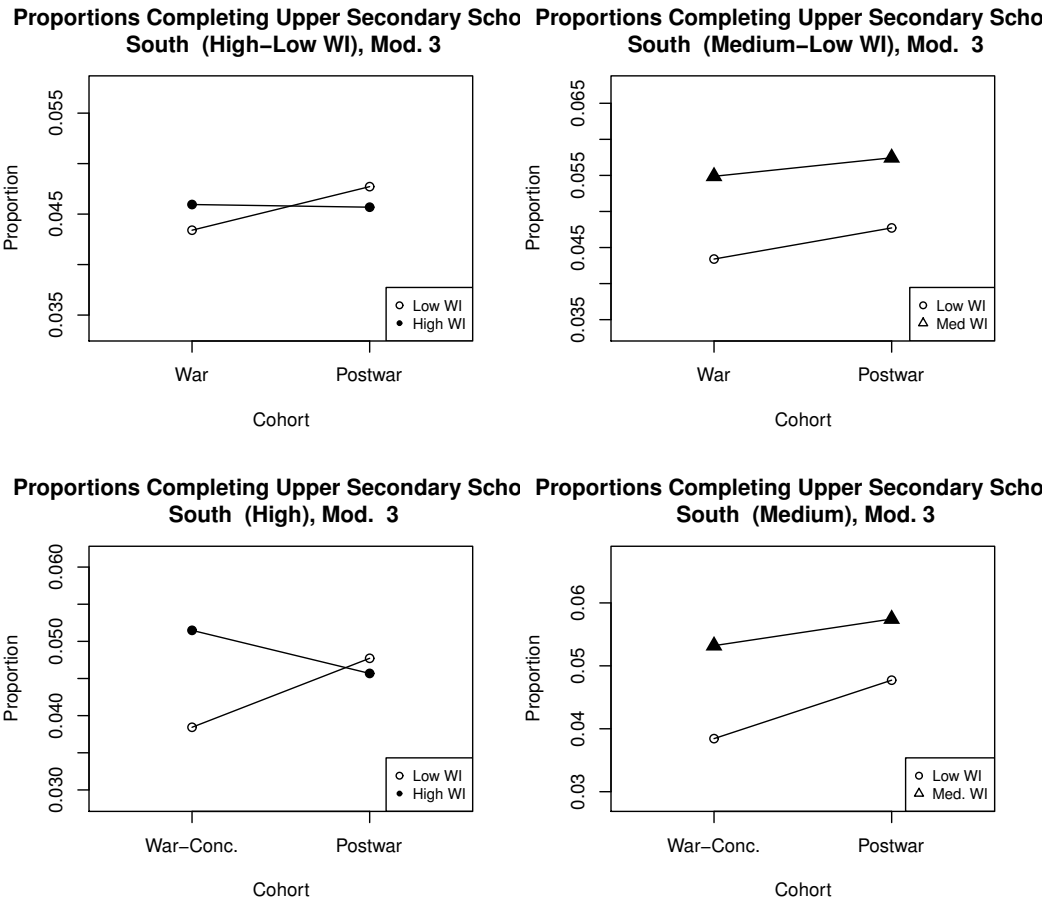 Proportions Completing Upper Secondary Scho
South (High−Low WI), Mod. 3
0.055
0.045
0.035
Proportion
Low WI
High WI
War
Postwar
Cohort
Proportions Completing Upper Secondary Scho
South (Medium−Low WI), Mod. 3
0.065
0.055
0.045
0.035
Proportion
Low WI
Med WI
War
Postwar
Cohort
Proportions Completing Upper Secondary Scho
South (High), Mod. 3
0.060
0.050
0.040
0.030
Proportion
Low WI
High WI
War−Conc.
Postwar
Cohort
Proportions Completing Upper Secondary Scho
South (Medium), Mod. 3
0.06
0.05
0.04
0.03
Proportion
Low WI
Med. WI
War−Conc.
Postwar
Cohort